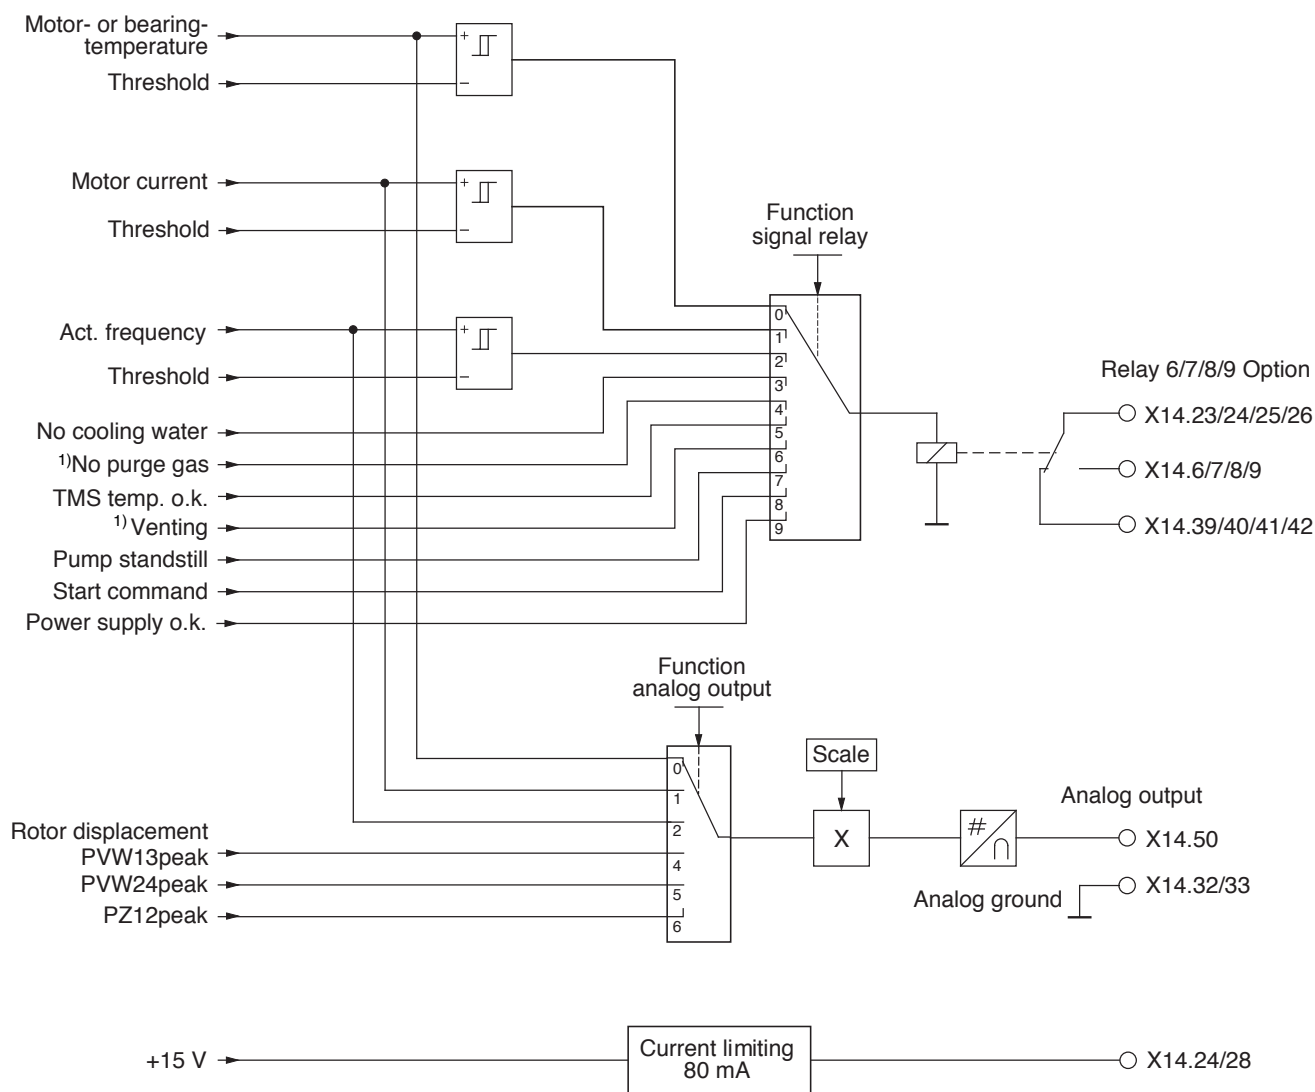 Motor- or bearing-
temperature
+
Threshold
−
Motor current
+
Threshold
−
Function
signal relay
Act. frequency
+
Threshold
−
0
1
2
3
4
5
6
7
8
9
Relay 6/7/8/9 Option
X14.23/24/25/26
X14.6/7/8/9
X14.39/40/41/42
No cooling water
1)No purge gas
TMS temp. o.k.
1) Venting
Pump standstill
Start command
Power supply o.k.
Function
analog output
0
1
2
4
5
6
Scale
X
#
∩
Analog output
X14.50
Analog ground
X14.32/33
Rotor displacement
PVW13peak
PVW24peak
PZ12peak
+15 V
Current limiting
80 mA
X14.24/28